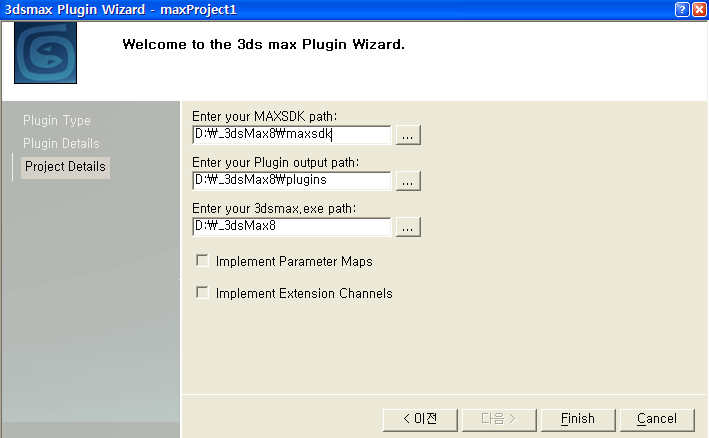 3dsmax Plugin Wizard - maxProject1
Welcome to the 3ds max Plugin Wizard.
Plugin Type
Plugin Details
Project Details
Enter your MAXSDK path:
D:₩_3dsMax8₩maxsdk
...
Enter your Plugin output path:
D:₩_3dsMax8₩plugins
...
Enter your 3dsmax.exe path:
D:₩_3dsMax8
...
Implement Parameter Maps
Implement Extension Channels
< 이전
다음 >
Finish
Cancel